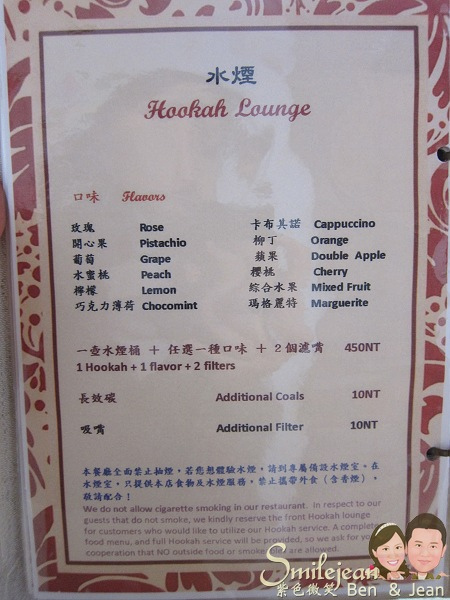 水煙
Hookah Lounge
口味 Flavors
玫瑰 Rose 卡布其諾 Cappuccino
開心果 Pistachio 柳丁 Orange
葡萄 Grape 蘋果 Double Apple
水蜜桃 Peach 櫻桃 Cherry
檸檬 Lemon 綜合水果 Mixed Fruit
巧克力薄荷 Chocomint 瑪格麗特 Marguerite
一壺水煙桶 + 任選一種口味 + 2個濾嘴 450NT
1 Hookah + 1 flavor + 2 filters
長效碳 Additional Coals 10NT
吸嘴 Additional Filter 10NT
本餐廳全面禁止抽煙，若您想體驗水煙，請到專屬備設水煙室。在
水煙室，只提供本店食物及水煙服務，禁止攜帶外食（含香煙），
敬請配合！
We do not allow cigarette smoking in our restaurant. In respect to our
guests that do not smoke, we kindly reserve the front Hookah lounge
for customers who would like to utilize our Hookah service. A complete
food menu, and full Hookah service will be provided, so we ask for your
cooperation that NO outside food or smoke are allowed.
Smilejean
紫色微笑 Ben & Jean